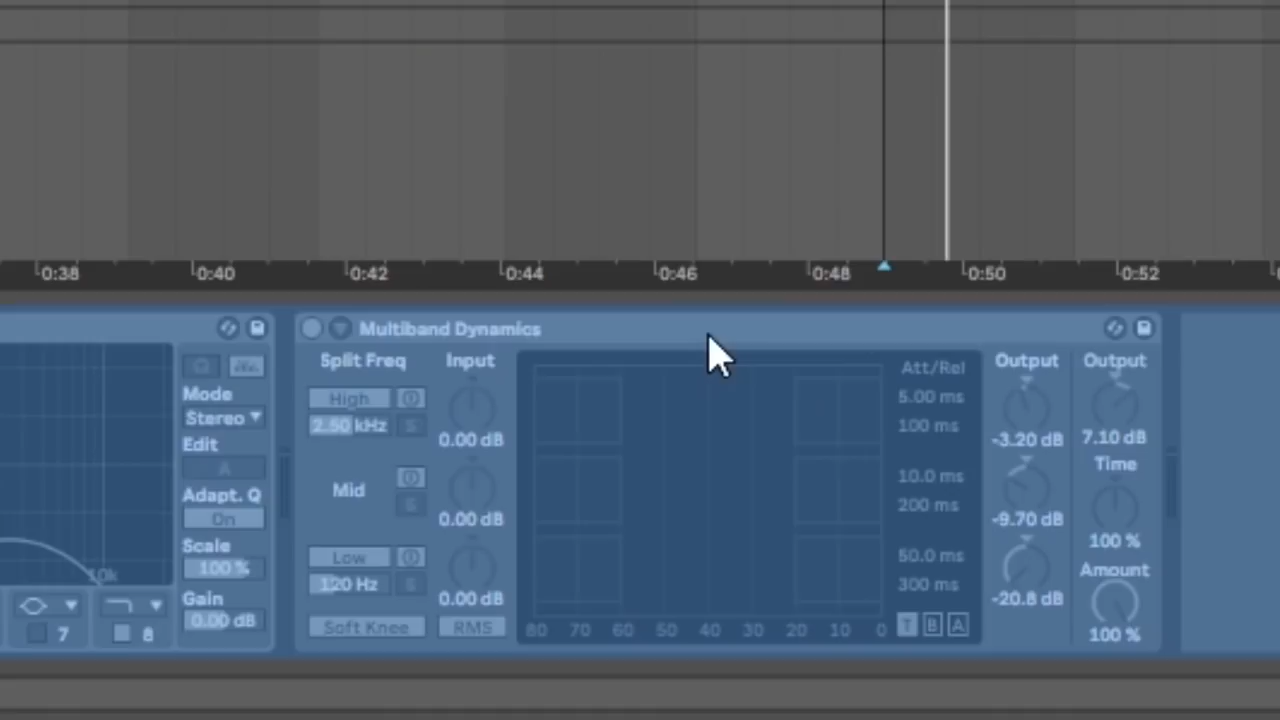 0:38 0:40 0:42 0:44 0:46 0:48 0:50 0:52
Mode
Stereo
Edit
A
Adapt. Q
On
Scale
100 %
Gain
0.00 dB
10k
7 8
Multiband Dynamics
Split Freq
High
2.50 kHz
S
Mid
S
Low
120 Hz
S
Soft Knee
Input
0.00 dB
0.00 dB
0.00 dB
RMS
80 70 60 50 40 30 20 10 0
Att/Rel
5.00 ms
100 ms
10.0 ms
200 ms
50.0 ms
300 ms
T B A
Output
-3.20 dB
-9.70 dB
-20.8 dB
Output
7.10 dB
Time
100 %
Amount
100 %